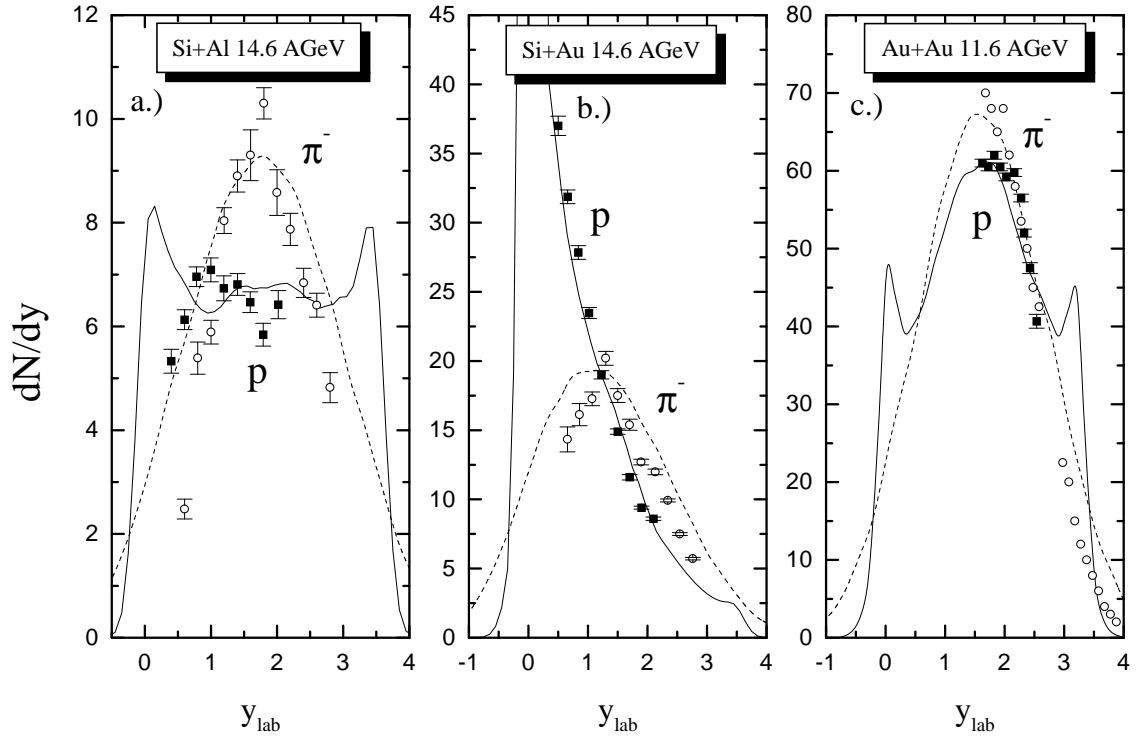 Si+Al 14.6 AGeV
Si+Au 14.6 AGeV
Au+Au 11.6 AGeV
a.)
b.)
c.)
π-
p
p
π-
π-
p
dN/dy
12
10
8
6
4
2
0
45
40
35
30
25
20
15
10
5
0
80
70
60
50
40
30
20
10
0
0 1 2 3 4
-1 0 1 2 3 4
-1 0 1 2 3 4
ylab
ylab
ylab